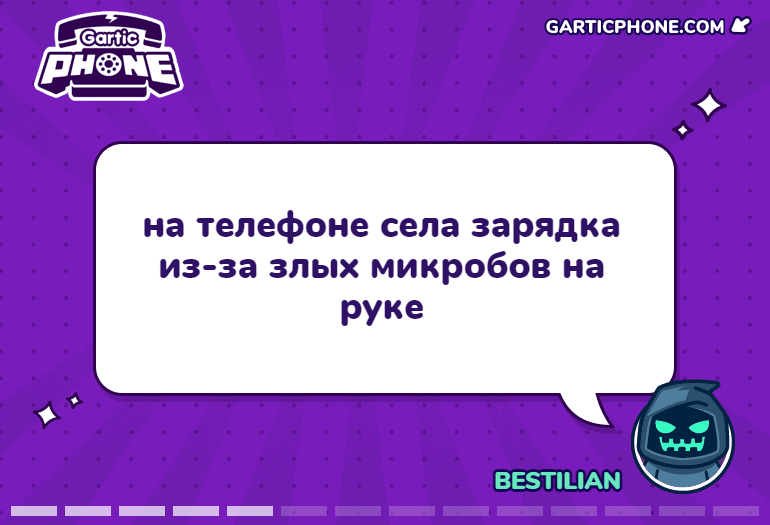 Gartic
PHONE
GARTICPHONE.COM
на телефоне села зарядка
из-за злых микробов на
руке
BESTILIAN